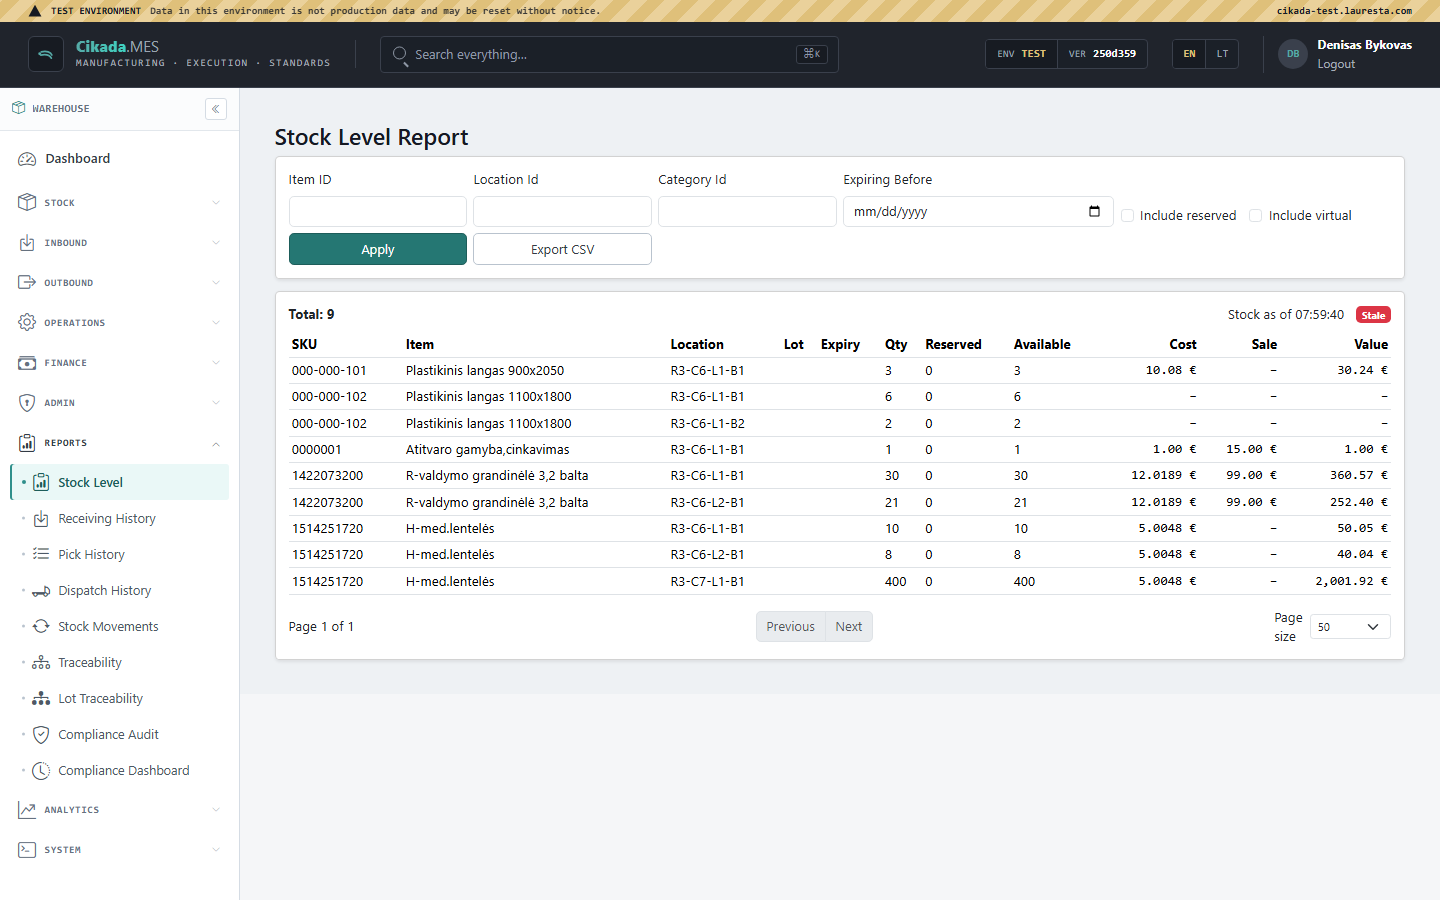 TEST ENVIRONMENT Data in this environment is not production data and may be reset without notice. cikada-test.lauresta.com
Cikada.MES
MANUFACTURING · EXECUTION · STANDARDS
Search everything... ⌘K
ENV TEST VER 250d359 EN LT
DB Denisas Bykovas
Logout
WAREHOUSE
Dashboard
STOCK
INBOUND
OUTBOUND
OPERATIONS
FINANCE
ADMIN
REPORTS
Stock Level
Receiving History
Pick History
Dispatch History
Stock Movements
Traceability
Lot Traceability
Compliance Audit
Compliance Dashboard
ANALYTICS
SYSTEM
Stock Level Report
Item ID Location Id Category Id Expiring Before
mm/dd/yyyy Include reserved Include virtual
Apply Export CSV
Total: 9 Stock as of 07:59:40 Stale
SKU Item Location Lot Expiry Qty Reserved Available Cost Sale Value
000-000-101 Plastikinis langas 900x2050 R3-C6-L1-B1 3 0 3 10.08 € – 30.24 €
000-000-102 Plastikinis langas 1100x1800 R3-C6-L1-B1 6 0 6 – – –
000-000-102 Plastikinis langas 1100x1800 R3-C6-L1-B2 2 0 2 – – –
0000001 Atitvaro gamyba,cinkavimas R3-C6-L1-B1 1 0 1 1.00 € 15.00 € 1.00 €
1422073200 R-valdymo grandinėlė 3,2 balta R3-C6-L1-B1 30 0 30 12.0189 € 99.00 € 360.57 €
1422073200 R-valdymo grandinėlė 3,2 balta R3-C6-L2-B1 21 0 21 12.0189 € 99.00 € 252.40 €
1514251720 H-med.lentelės R3-C6-L1-B1 10 0 10 5.0048 € – 50.05 €
1514251720 H-med.lentelės R3-C6-L2-B1 8 0 8 5.0048 € – 40.04 €
1514251720 H-med.lentelės R3-C7-L1-B1 400 0 400 5.0048 € – 2,001.92 €
Page 1 of 1 Previous Next Page size 50